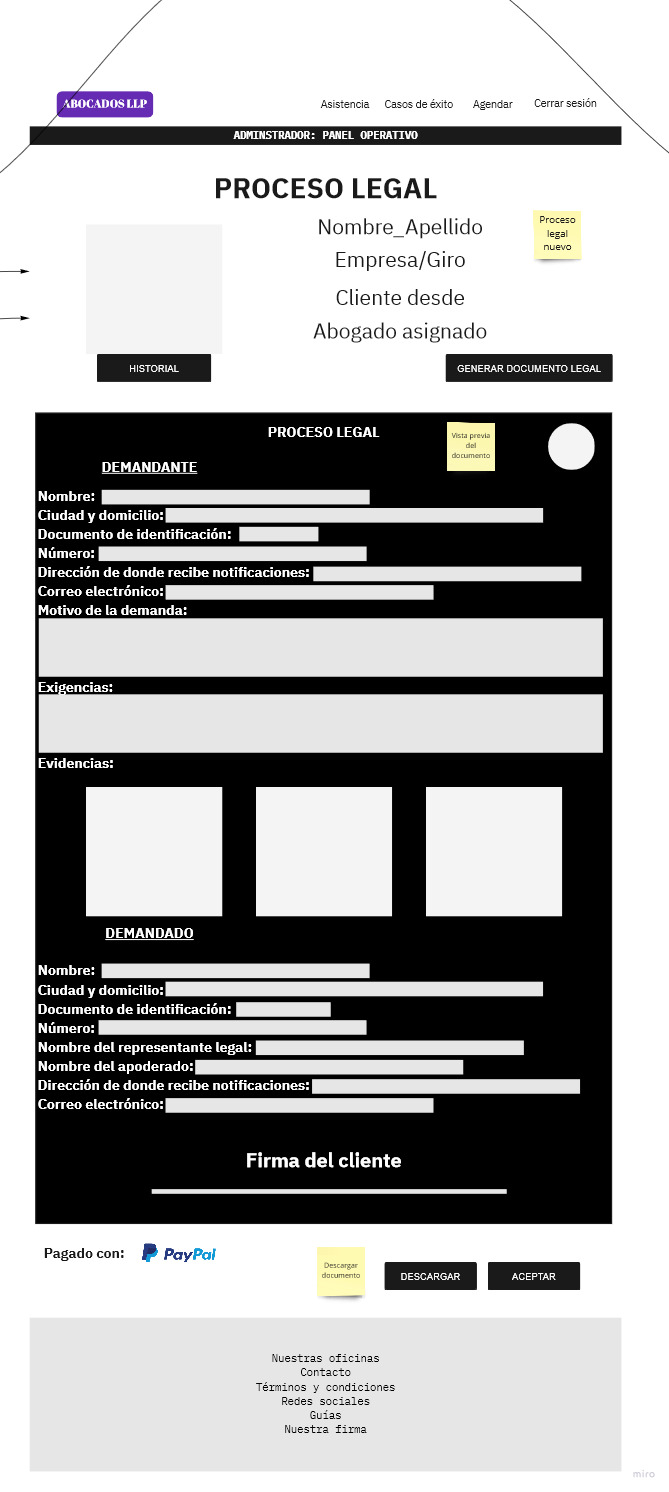 ABOCADOS LLP
Asistencia Casos de éxito Agendar Cerrar sesión
ADMINSTRADOR: PANEL OPERATIVO
PROCESO LEGAL
Nombre_Apellido
Empresa/Giro
Cliente desde
Abogado asignado
Proceso
legal
nuevo
HISTORIAL
GENERAR DOCUMENTO LEGAL
PROCESO LEGAL
Vista previa
del
documento
DEMANDANTE
Nombre:
Ciudad y domicilio:
Documento de identificación:
Número:
Dirección de donde recibe notificaciones:
Correo electrónico:
Motivo de la demanda:
Exigencias:
Evidencias:
DEMANDADO
Nombre:
Ciudad y domicilio:
Documento de identificación:
Número:
Nombre del representante legal:
Nombre del apoderado:
Dirección de donde recibe notificaciones:
Correo electrónico:
Firma del cliente
Pagado con: PayPal
Descargar
documento
DESCARGAR
ACEPTAR
Nuestras oficinas
Contacto
Términos y condiciones
Redes sociales
Guías
Nuestra firma
miro